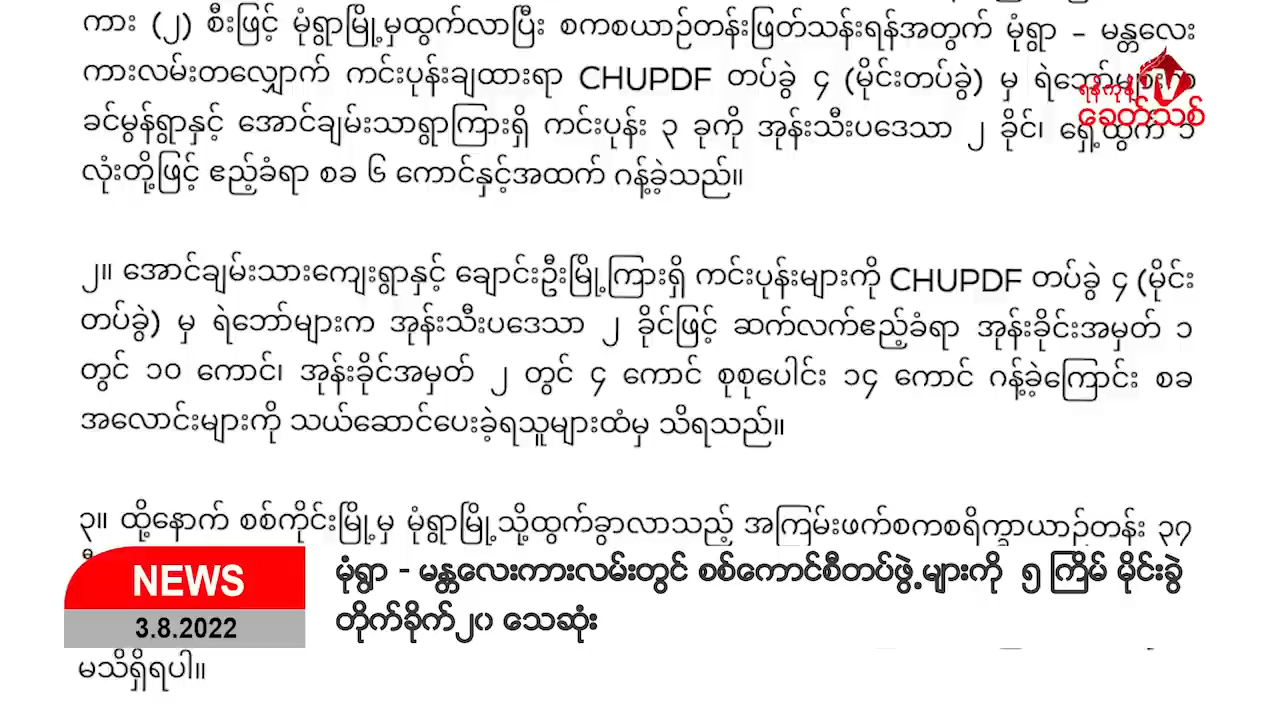 ကား (၂) စီးဖြင့် မုံရွာမြို့မှထွက်လာပြီး စကစယာဉ်တန်းဖြတ်သန်းရန်အတွက် မုံရွာ – မန္တလေး
ကားလမ်းတလျှောက် ကင်းပုန်းချထားရာ CHUPDF တပ်ခွဲ ၄ (မိုင်းတပ်ခွဲ) မှ ရဲဘော်များက
ခင်မွန်ရွာနှင့် အောင်ချမ်းသာရွာကြားရှိ ကင်းပုန်း ၃ ခုကို အုန်းသီးပဒေသာ ၂ ခိုင်၊ ရှေ့ထွက် ၁
လုံးတို့ဖြင့် ဧည့်ခံရာ စခ ၆ ကောင်နှင့်အထက် ဂန့်ခဲ့သည်။
ရန်ကုန်
ခေတ်သစ်
၂။ အောင်ချမ်းသားကျေးရွာနှင့် ချောင်းဦးမြို့ကြားရှိ ကင်းပုန်းများကို CHUPDF တပ်ခွဲ ၄ (မိုင်း
တပ်ခွဲ) မှ ရဲဘော်များက အုန်းသီးပဒေသာ ၂ ခိုင်ဖြင့် ဆက်လက်ဧည့်ခံရာ အုန်းခိုင်းအမှတ် ၁
တွင် ၁၀ ကောင်၊ အုန်းခိုင်အမှတ် ၂ တွင် ၄ ကောင် စုစုပေါင်း ၁၄ ကောင် ဂန့်ခဲ့ကြောင်း စခ
အလောင်းများကို သယ်ဆောင်ပေးခဲ့ရသူများထံမှ သိရသည်။
၃။ ထို့နောက် စစ်ကိုင်းမြို့မှ မုံရွာမြို့သို့ထွက်ခွာလာသည့် အကြမ်းဖက်စကစရိက္ခာယာဉ်တန်း ၃၇
NEWS
3.8.2022
မုံရွာ - မန္တလေးကားလမ်းတွင် စစ်ကောင်စီတပ်ဖွဲ့များကို ၅ ကြိမ် မိုင်းခွဲ
တိုက်ခိုက်၂၀ သေဆုံး
မသိရှိရပါ။